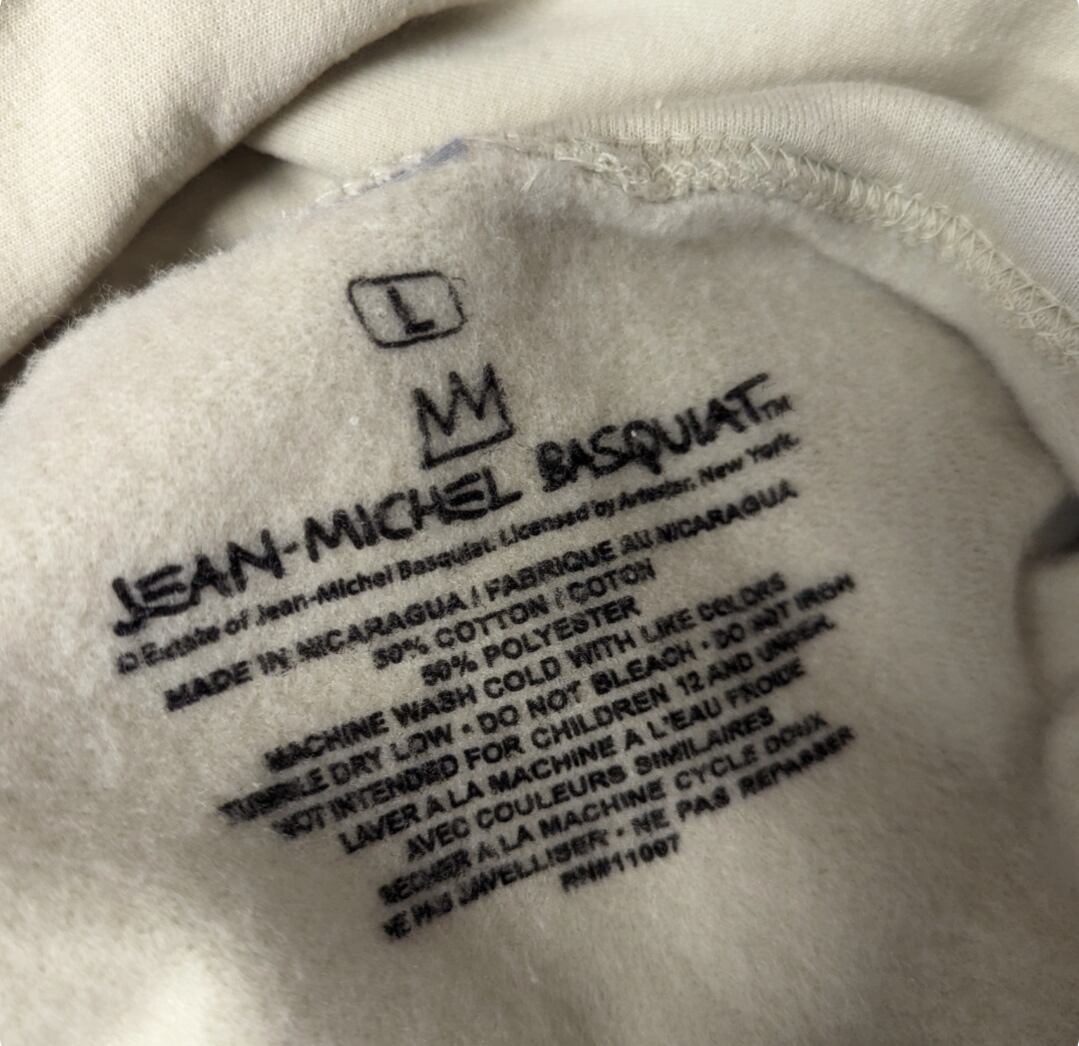 L
JEAN-MICHEL BASQUIAT™
© Estate of Jean-Michel Basquiat. Licensed by Artestar, New York.
MADE IN NICARAGUA / FABRIQUE AU NICARAGUA
50% COTTON / COTON
50% POLYESTER
MACHINE WASH COLD WITH LIKE COLORS
TUMBLE DRY LOW • DO NOT BLEACH • DO NOT IRON
NOT INTENDED FOR CHILDREN 12 AND UNDER.
LAVER A LA MACHINE A L'EAU FROIDE
AVEC COULEURS SIMILAIRES
SECHER A LA MACHINE CYCLE DOUX
NE PAS JAVELLISER • NE PAS REPASSER
RN#11007